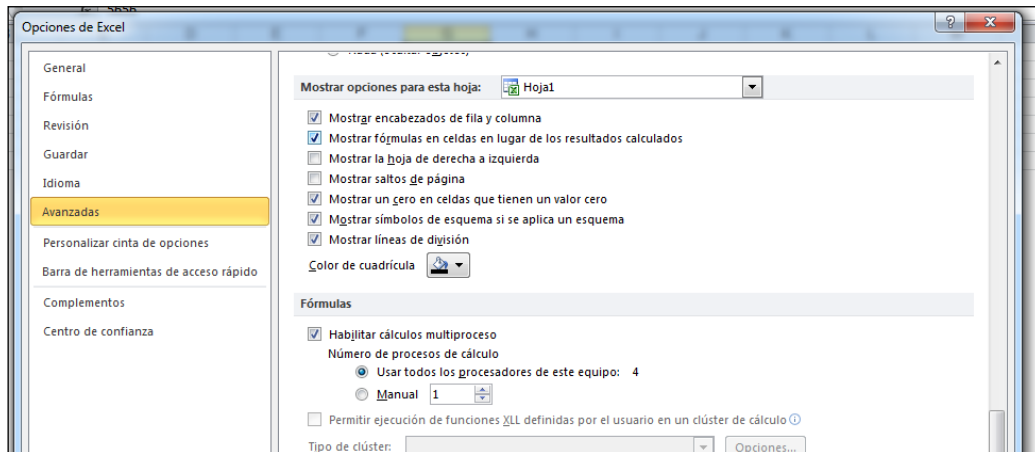 5656
Opciones de Excel
General
Fórmulas
Revisión
Guardar
Idioma
Avanzadas
Personalizar cinta de opciones
Barra de herramientas de acceso rápido
Complementos
Centro de confianza
Mostrar opciones para esta hoja: Hoja1
Mostrar encabezados de fila y columna
Mostrar fórmulas en celdas en lugar de los resultados calculados
Mostrar la hoja de derecha a izquierda
Mostrar saltos de página
Mostrar un cero en celdas que tienen un valor cero
Mostrar símbolos de esquema si se aplica un esquema
Mostrar líneas de división
Color de cuadrícula
Fórmulas
Habilitar cálculos multiproceso
Número de procesos de cálculo
Usar todos los procesadores de este equipo: 4
Manual 1
Permitir ejecución de funciones XLL definidas por el usuario en un clúster de cálculo
Tipo de clúster: Opciones...